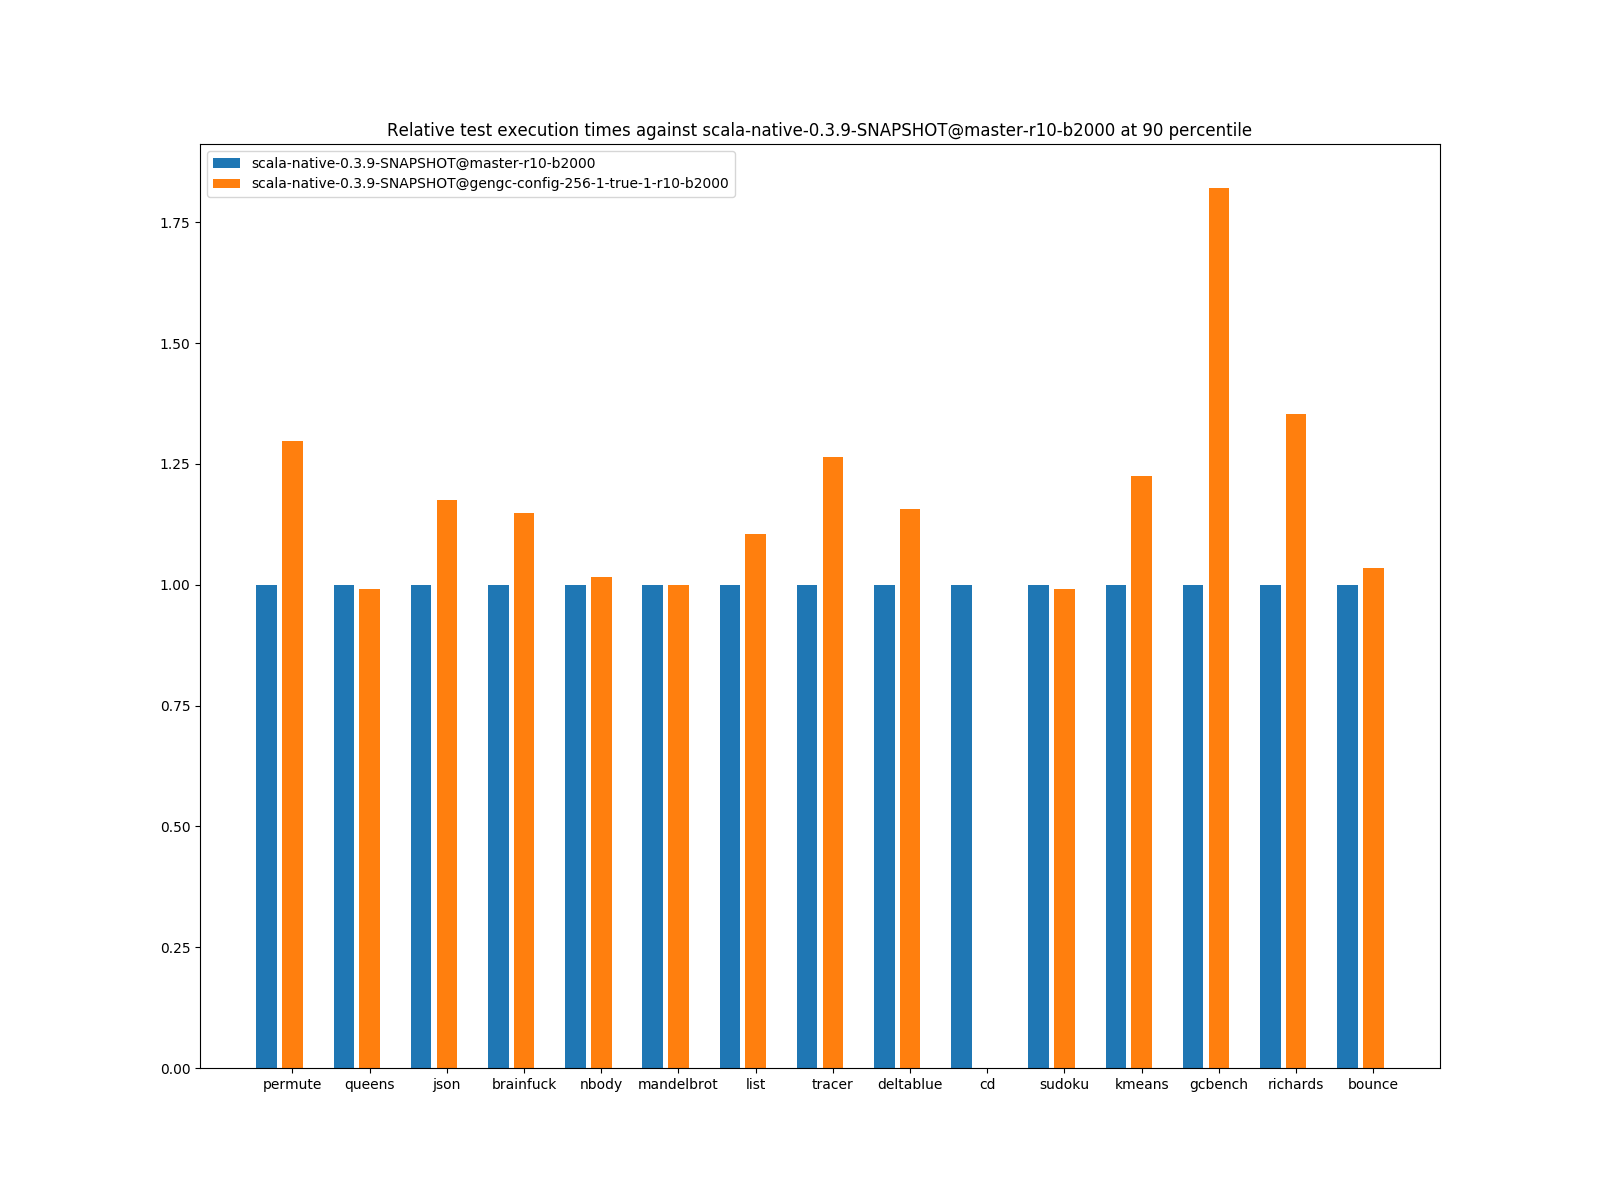 Relative test execution times against scala-native-0.3.9-SNAPSHOT@master-r10-b2000 at 90 percentile
scala-native-0.3.9-SNAPSHOT@master-r10-b2000
scala-native-0.3.9-SNAPSHOT@gengc-config-256-1-true-1-r10-b2000
1.75
1.50
1.25
1.00
0.75
0.50
0.25
0.00
permute queens json brainfuck nbody mandelbrot list tracer deltablue cd sudoku kmeans gcbench richards bounce